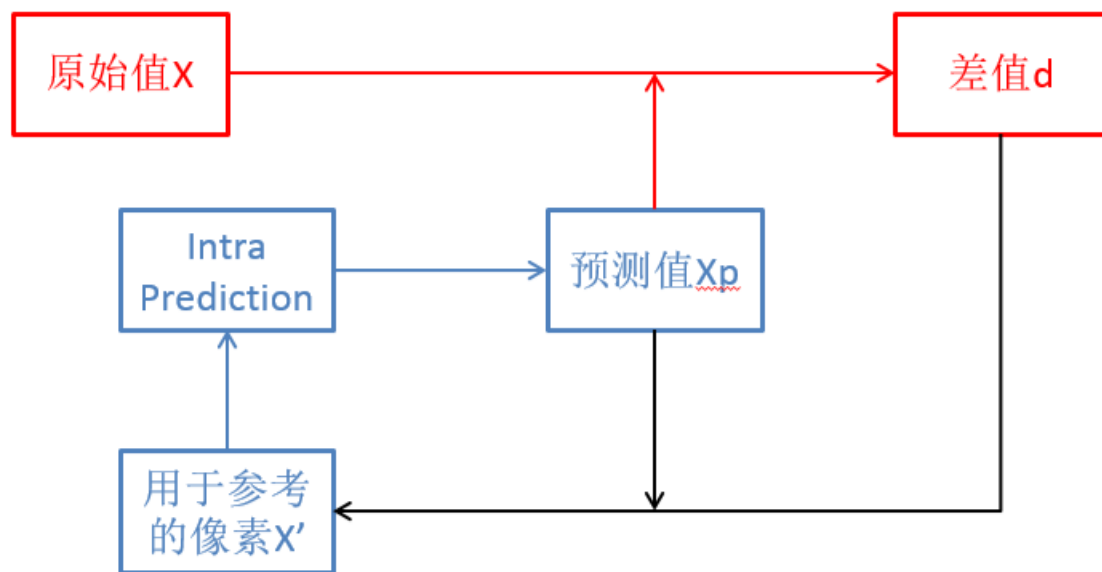 原始值X
差值d
Intra
Prediction
预测值Xp
用于参考
的像素X’